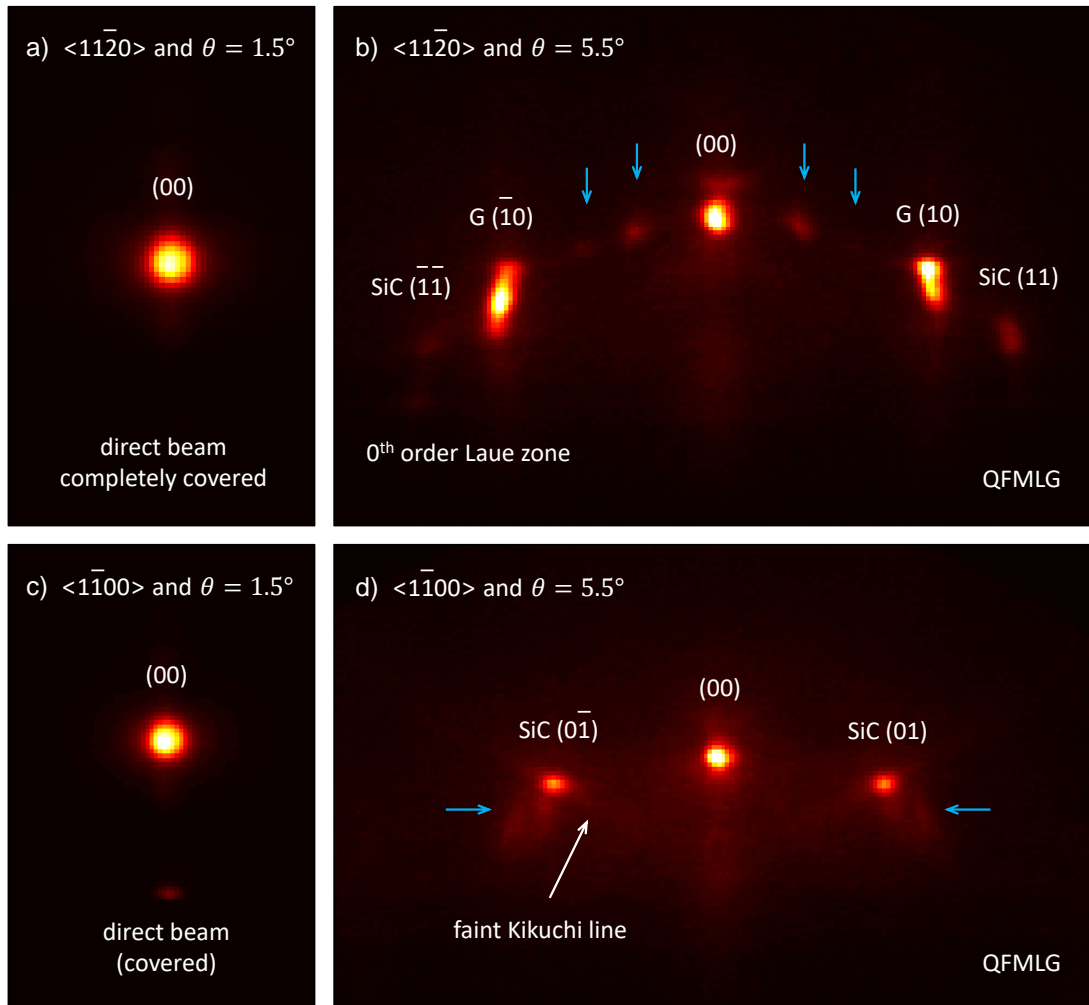 a) <11̅2̅0> and θ = 1.5°
(00)
direct beam
completely covered
b) <112̅0> and θ = 5.5°
(00)
G (1̅0)
G (10)
SiC (1̅1̅)
SiC (11)
0th order Laue zone
QFMLG
c) <11̅00> and θ = 1.5°
(00)
direct beam
(covered)
d) <11̅00> and θ = 5.5°
(00)
SiC (01̅)
SiC (01)
faint Kikuchi line
QFMLG